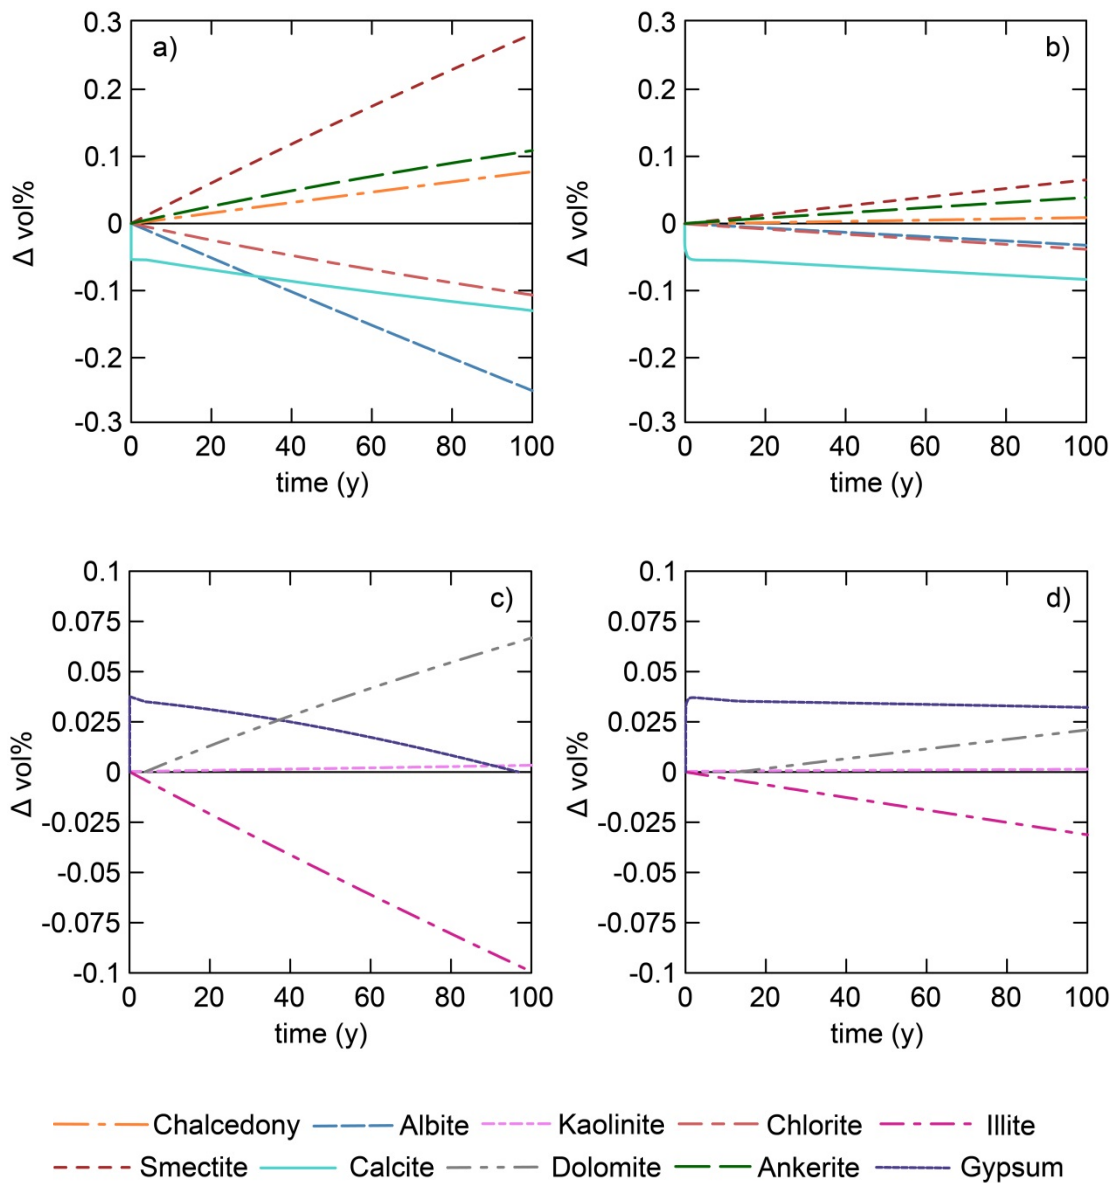 a)
0.3
0.2
0.1
0
-0.1
-0.2
-0.3
Δ vol%
0 20 40 60 80 100
time (y)
b)
0.3
0.2
0.1
0
-0.1
-0.2
-0.3
Δ vol%
0 20 40 60 80 100
time (y)
c)
0.1
0.075
0.05
0.025
0
-0.025
-0.05
-0.075
-0.1
Δ vol%
0 20 40 60 80 100
time (y)
d)
0.1
0.075
0.05
0.025
0
-0.025
-0.05
-0.075
-0.1
Δ vol%
0 20 40 60 80 100
time (y)
Chalcedony Albite Kaolinite Chlorite Illite
Smectite Calcite Dolomite Ankerite Gypsum